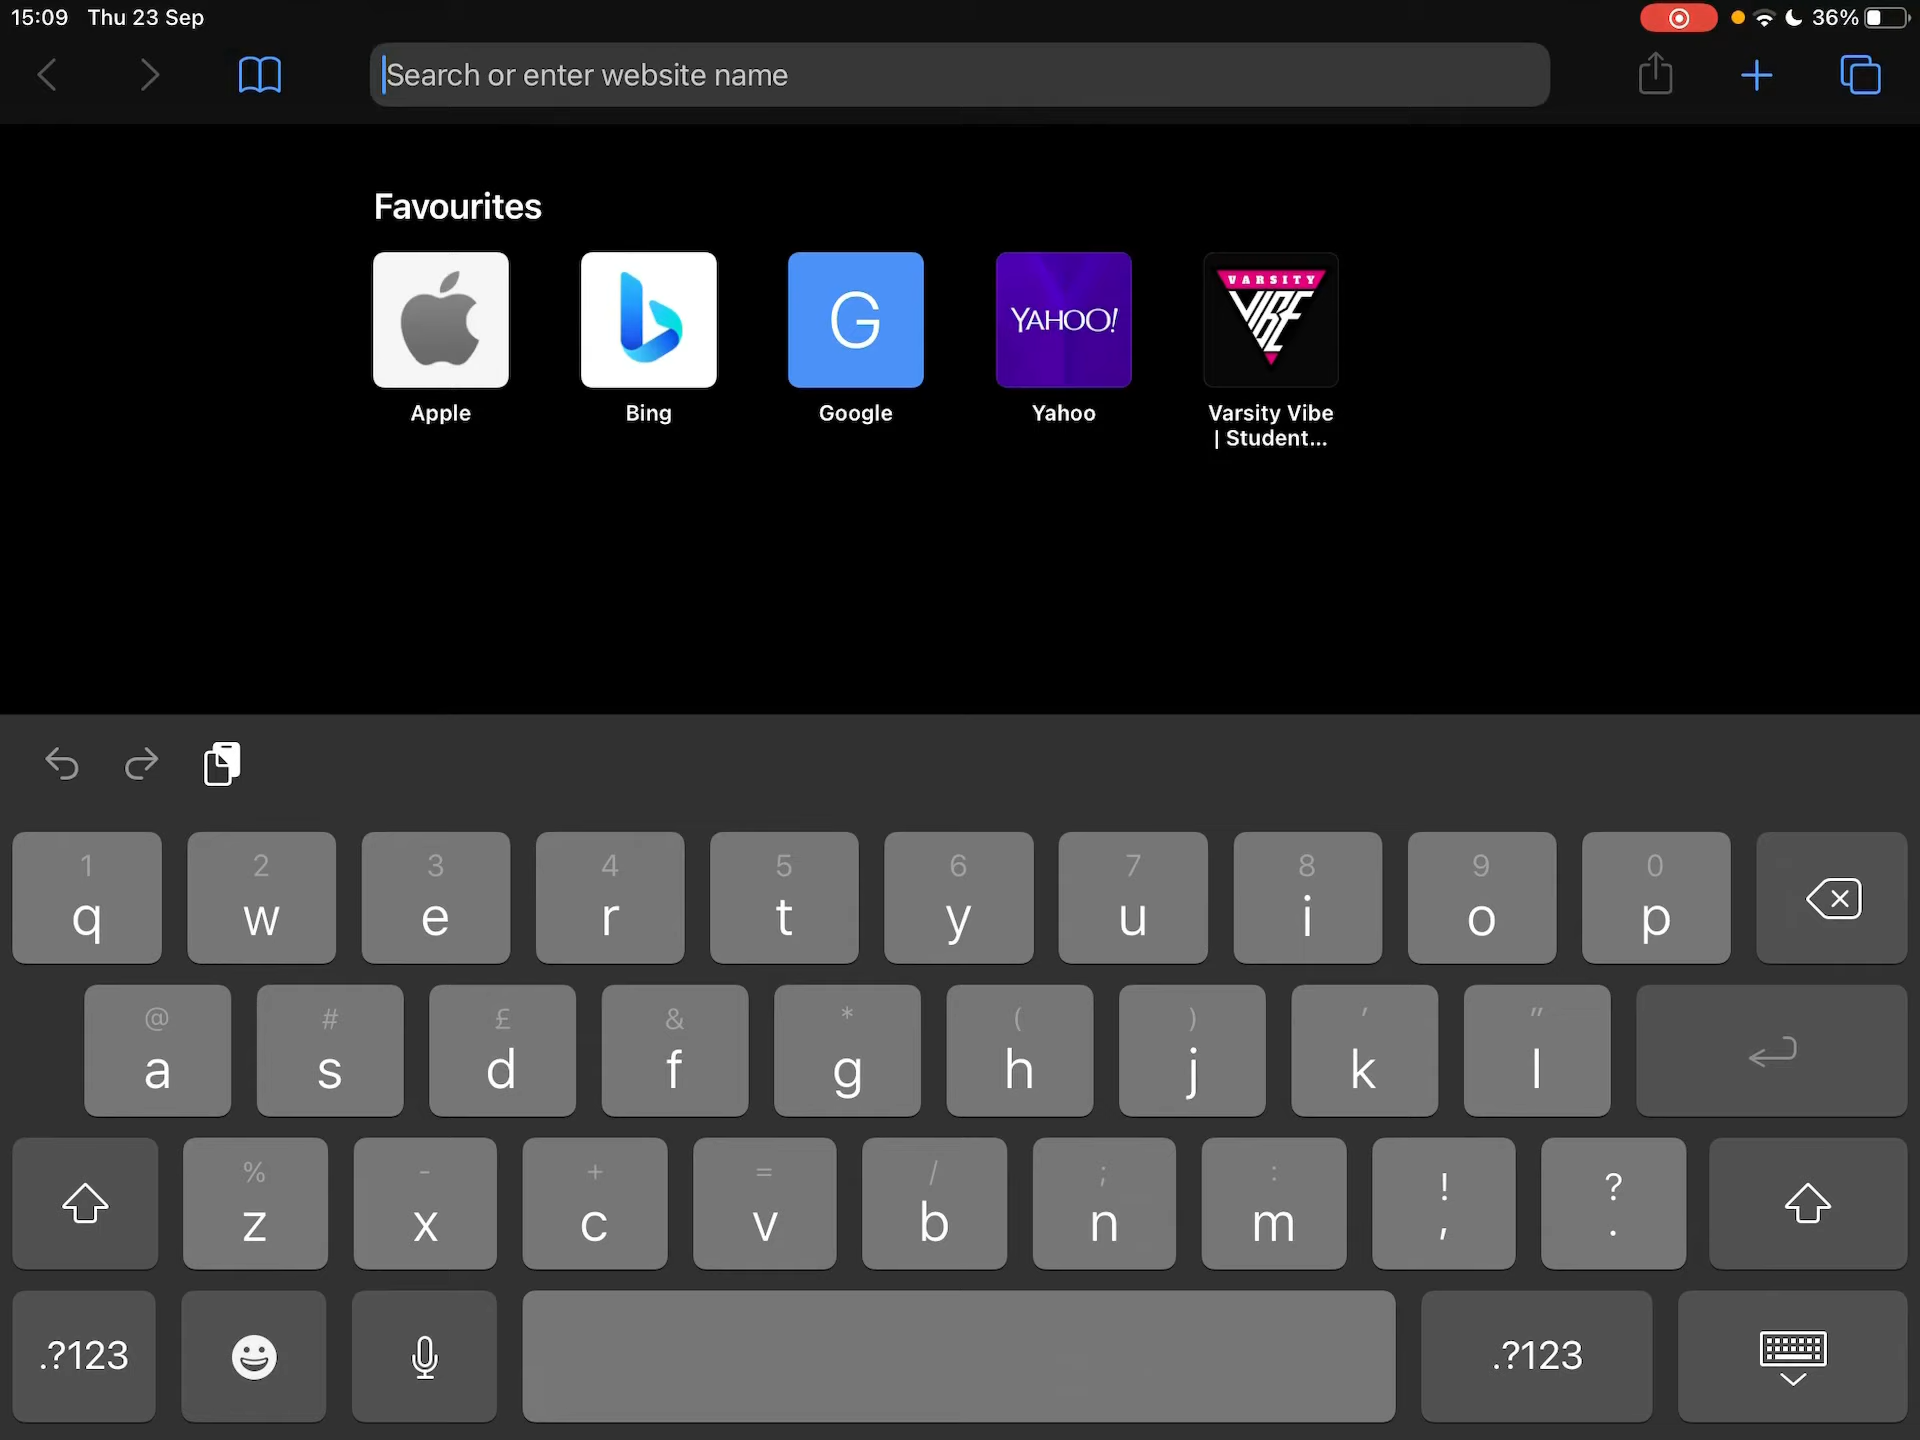 15:09 Thu 23 Sep
36%
Search or enter website name
Favourites
YAHOO!
VARSITY
VIBE
Apple
Bing
Google
Yahoo
Varsity Vibe
| Student...
1 2 3 4 5 6 7 8 9 0
q w e r t y u i o p
@ # £ & * ( ) ' "
a s d f g h j k l
% - + = / ; : ! ?
z x c v b n m , .
.?123 .?123